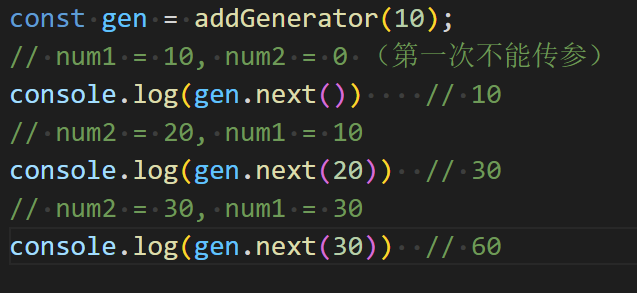 const gen = addGenerator(10);
// num1 = 10, num2 = 0 （第一次不能传参）
console.log(gen.next())    // 10
// num2 = 20, num1 = 10
console.log(gen.next(20))  // 30
// num2 = 30, num1 = 30
console.log(gen.next(30))  // 60